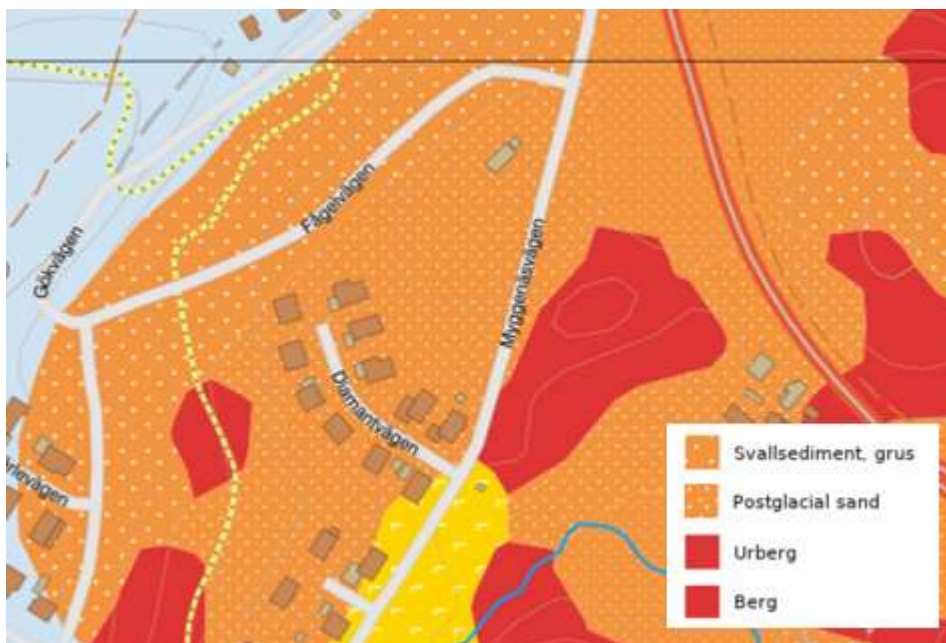 Fågelvägen
Gökvägen
Myggenäsvägen
Diamantvägen
Svallsediment, grus
Postglacial sand
Urberg
Berg